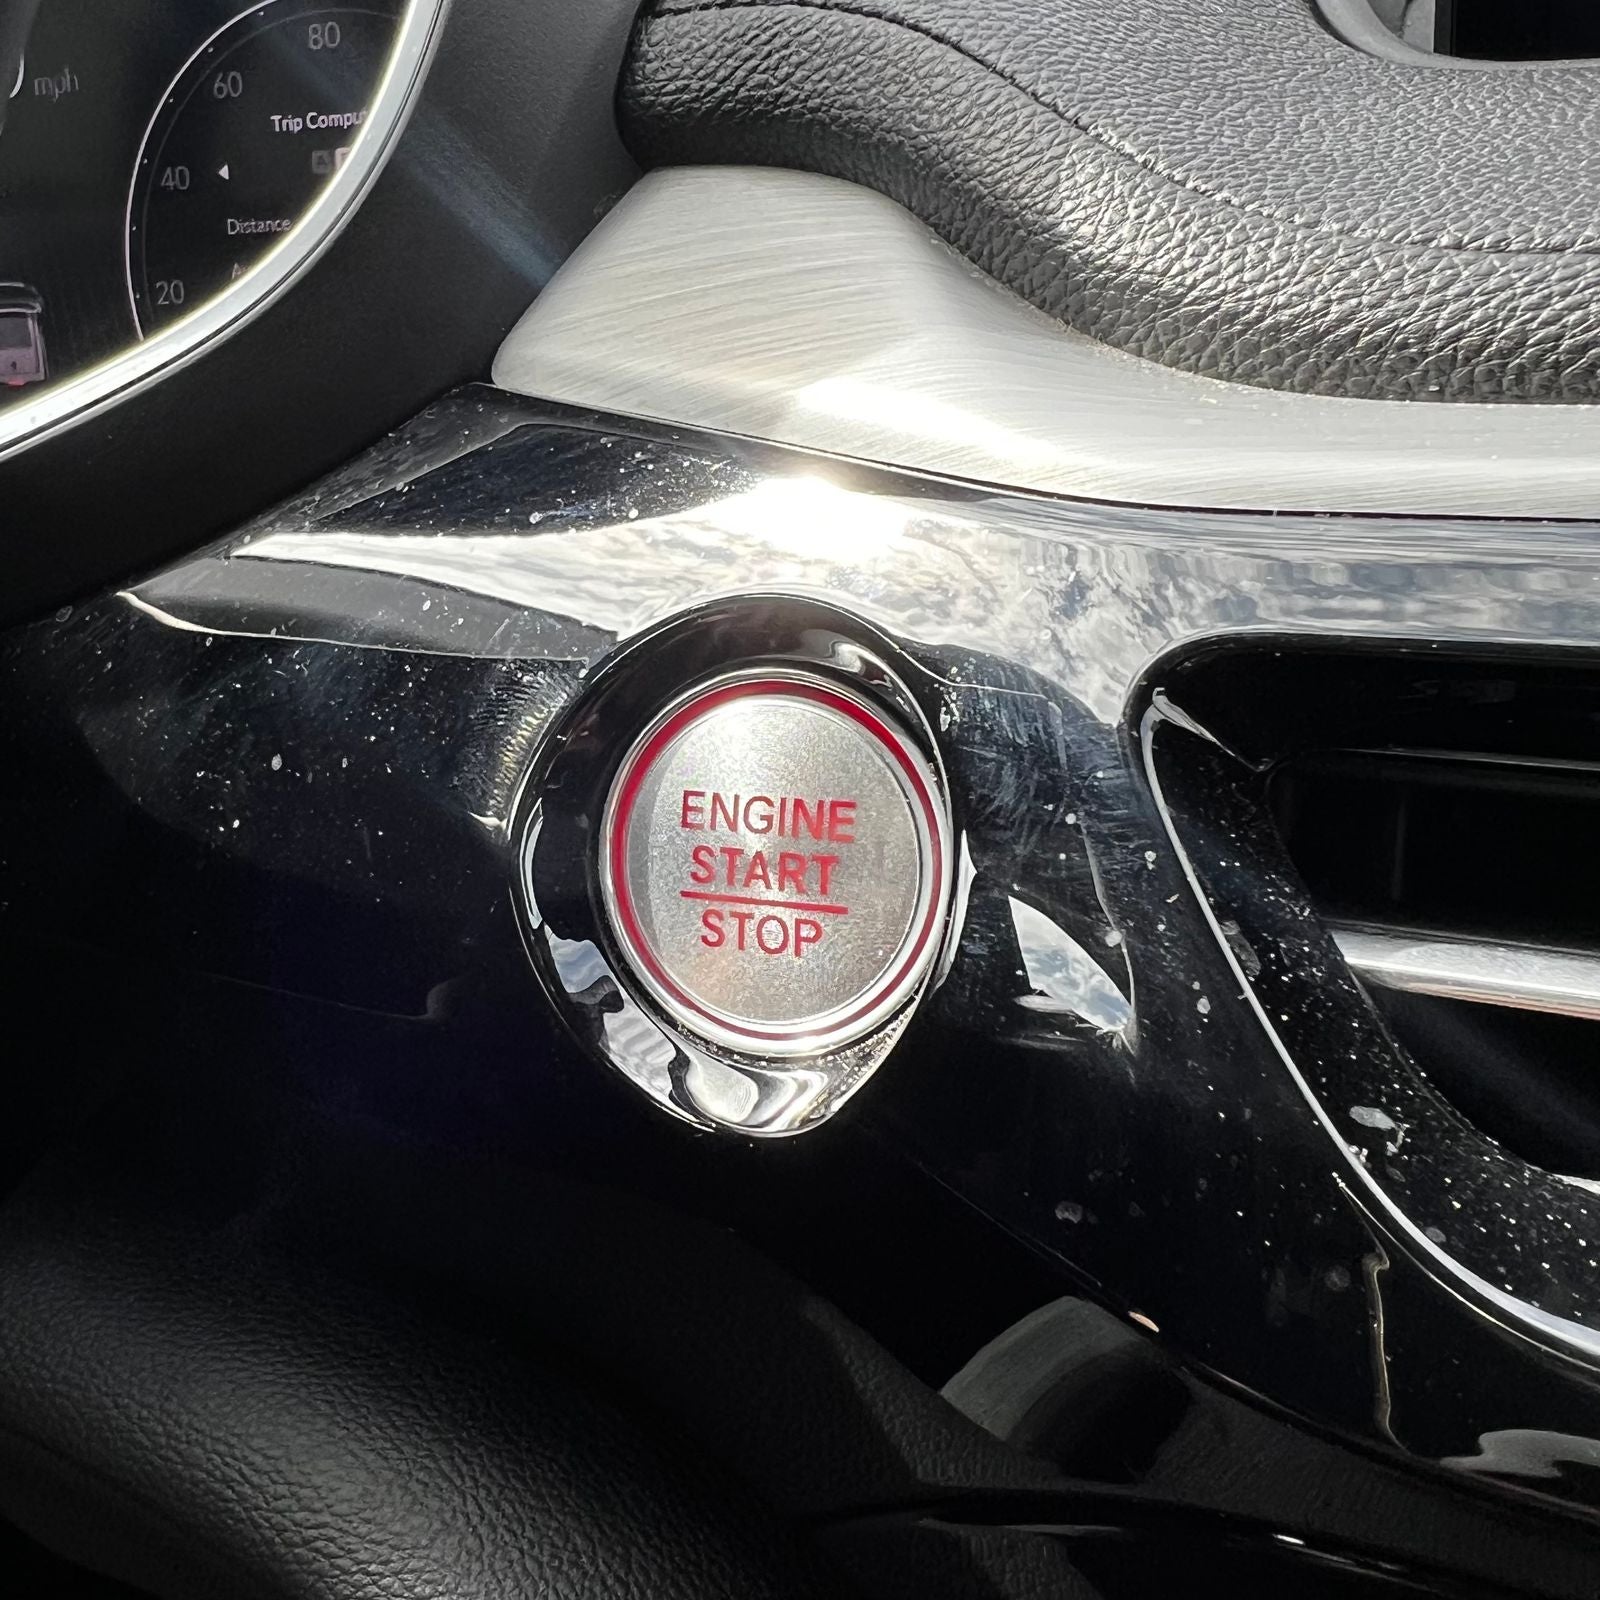 mph
80
60
Trip Compu
40
Distance
20
ENGINE
START
STOP